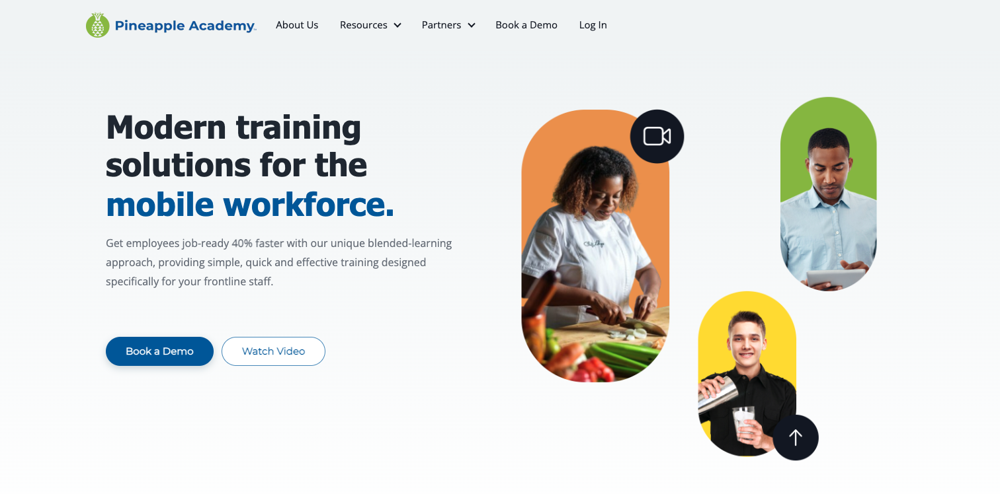 Pineapple Academy
About Us
Resources
Partners
Book a Demo
Log In
Modern training
solutions for the
mobile workforce.
Get employees job-ready 40% faster with our unique blended-learning
approach, providing simple, quick and effective training designed
specifically for your frontline staff.
Book a Demo
Watch Video